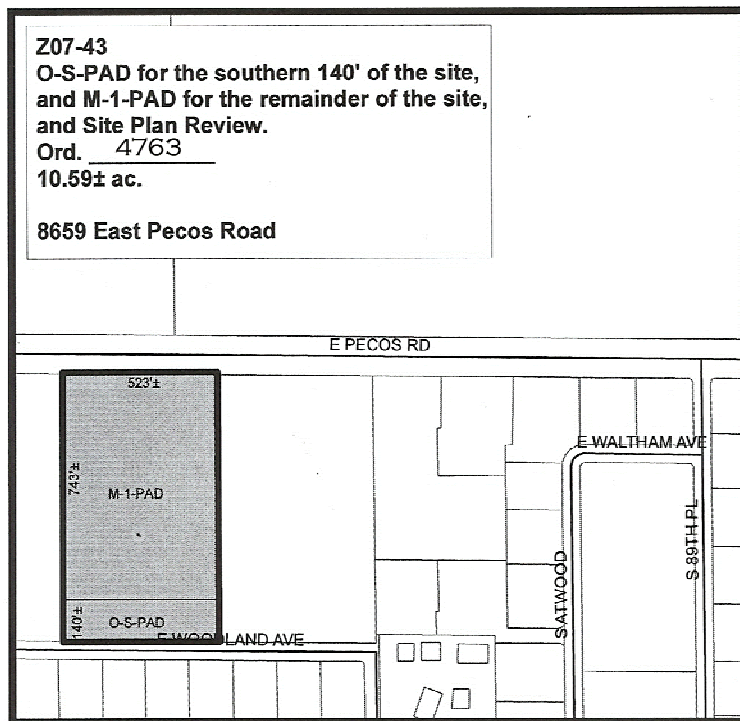 Z07-43
O-S-PAD for the southern 140' of the site,
and M-1-PAD for the remainder of the site,
and Site Plan Review.
Ord. 4763
10.59± ac.
8659 East Pecos Road
E PECOS RD
523'±
743'±
M-1-PAD
140'±
O-S-PAD
E WOODLAND AVE
E WALTHAM AVE
S ATWOOD
S 89TH PL